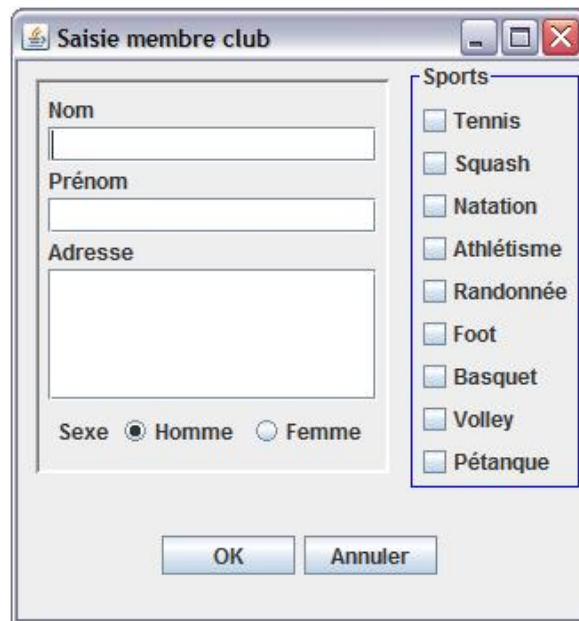 Saisie membre club
Nom
Prénom
Adresse
Sexe Homme Femme
Sports
Tennis
Squash
Natation
Athlétisme
Randonnée
Foot
Basquet
Volley
Pétanque
OK Annuler